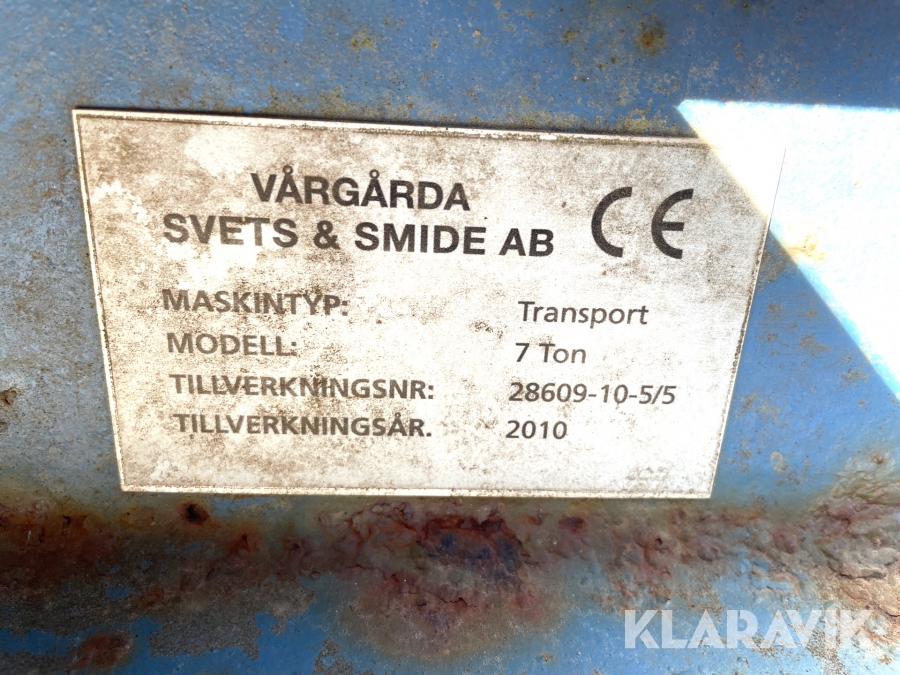 VÅRGÅRDA
SVETS & SMIDE AB CE
MASKINTYP: Transport
MODELL: 7 Ton
TILLVERKNINGSNR: 28609-10-5/5
TILLVERKNINGSÅR. 2010
KLARAVIK